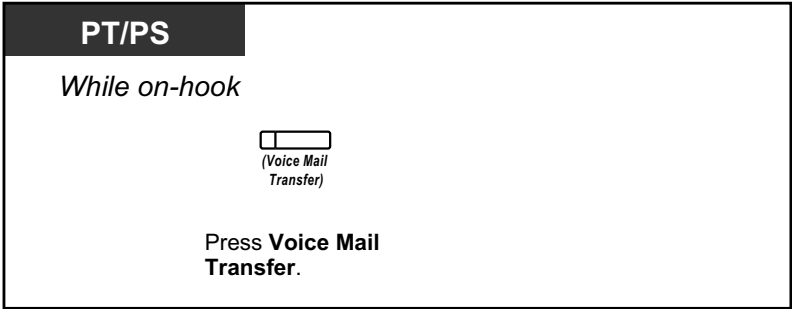 PT/PS
While on-hook
(Voice Mail
Transfer)
Press Voice Mail
Transfer.